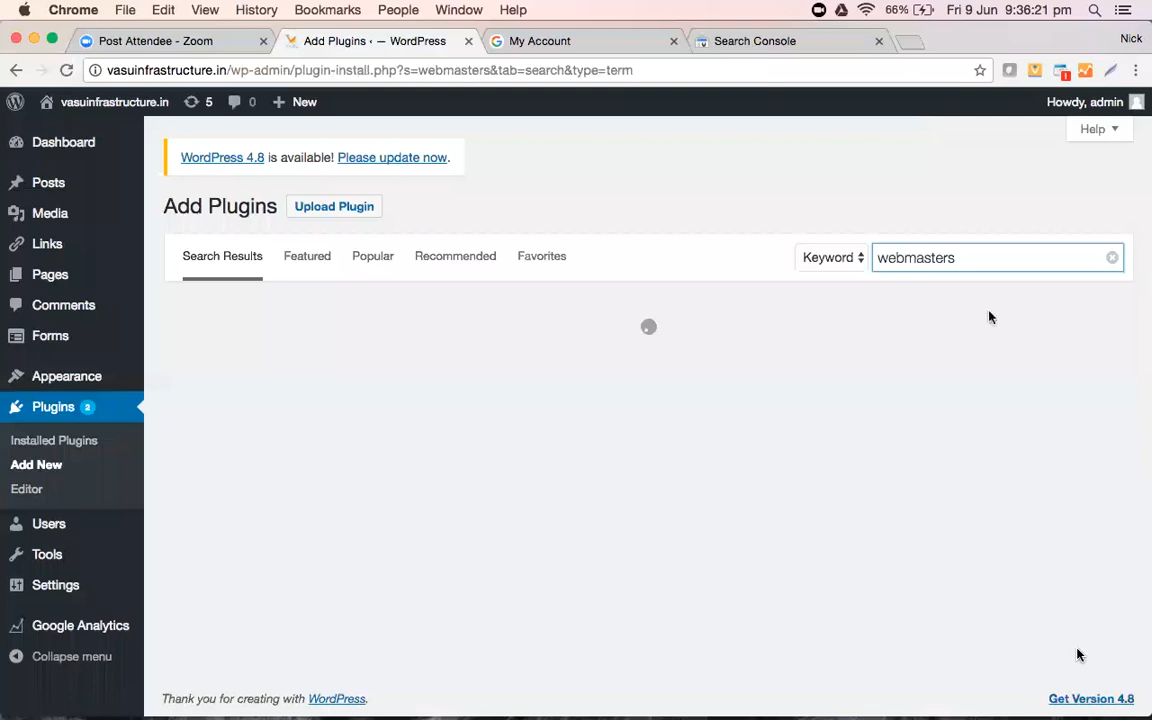 Chrome File Edit View History Bookmarks People Window Help 66% Fri 9 Jun 9:36:21 pm
Post Attendee - Zoom Add Plugins ‹ — WordPress My Account Search Console Nick
vasuinfrastructure.in/wp-admin/plugin-install.php?s=webmasters&tab=search&type=term
vasuinfrastructure.in 5 0 + New Howdy, admin
Help
Dashboard
Posts
Media
Links
Pages
Comments
Forms
Appearance
Plugins 2
Installed Plugins
Add New
Editor
Users
Tools
Settings
Google Analytics
Collapse menu
WordPress 4.8 is available! Please update now.
Add Plugins Upload Plugin
Search Results Featured Popular Recommended Favorites Keyword webmasters
Thank you for creating with WordPress. Get Version 4.8